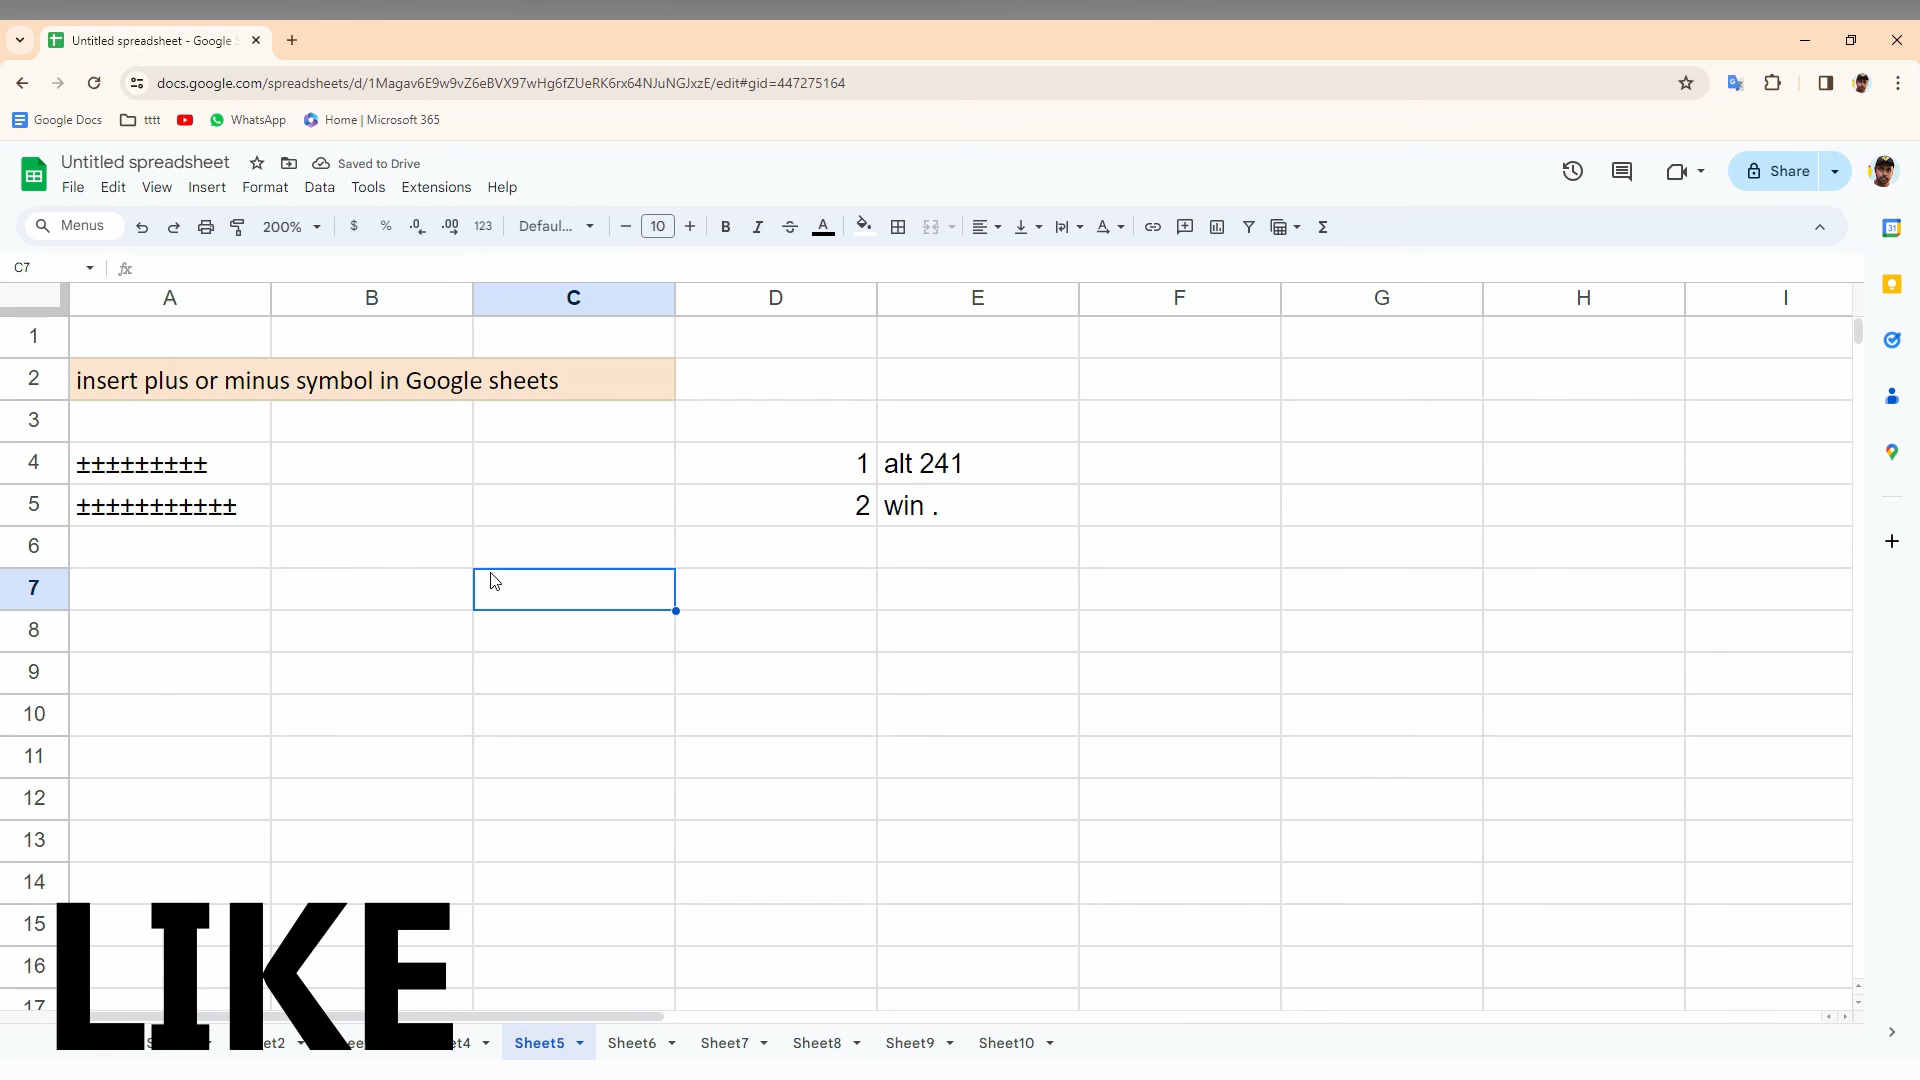 Untitled spreadsheet - Google S
docs.google.com/spreadsheets/d/1Magav6E9w9vZ6eBVX97wHg6fZUeRK6rx64NJuNGJxzE/edit#gid=447275164
Google Docs tttt WhatsApp Home | Microsoft 365
Untitled spreadsheet Saved to Drive
File Edit View Insert Format Data Tools Extensions Help
Share
Menus 200% $ % .0 .00 123 Defaul... − 10 + B I S A Σ
31
C7 fx
A B C D E F G H I
1
2 insert plus or minus symbol in Google sheets
3
4 ±±±±±±±±± 1 alt 241
5 ±±±±±±±±±±± 2 win .
6
7
8
9
10
11
12
13
14
15
16
17
LIKE
et2 et4 Sheet5 Sheet6 Sheet7 Sheet8 Sheet9 Sheet10